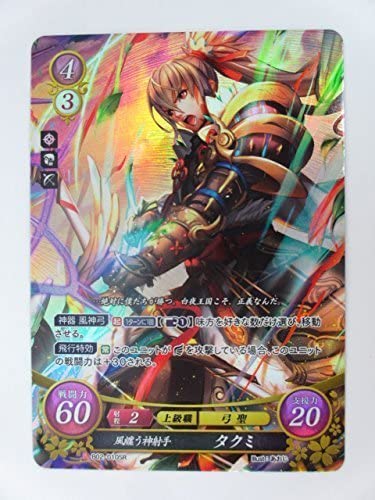 4
3
…絶対に僕たちが勝つ。白夜王国こそ、正義なんだ。
神器 風神弓 起 [1ターンに1回] 味方を好きな数だけ選び、移動
させる。
飛行特効 常 このユニットが を攻撃している場合、このユニット
の戦闘力は+30される。
戦闘力
60
射程 2 上級職 弓聖
支援力
20
風纏う神射手 タクミ